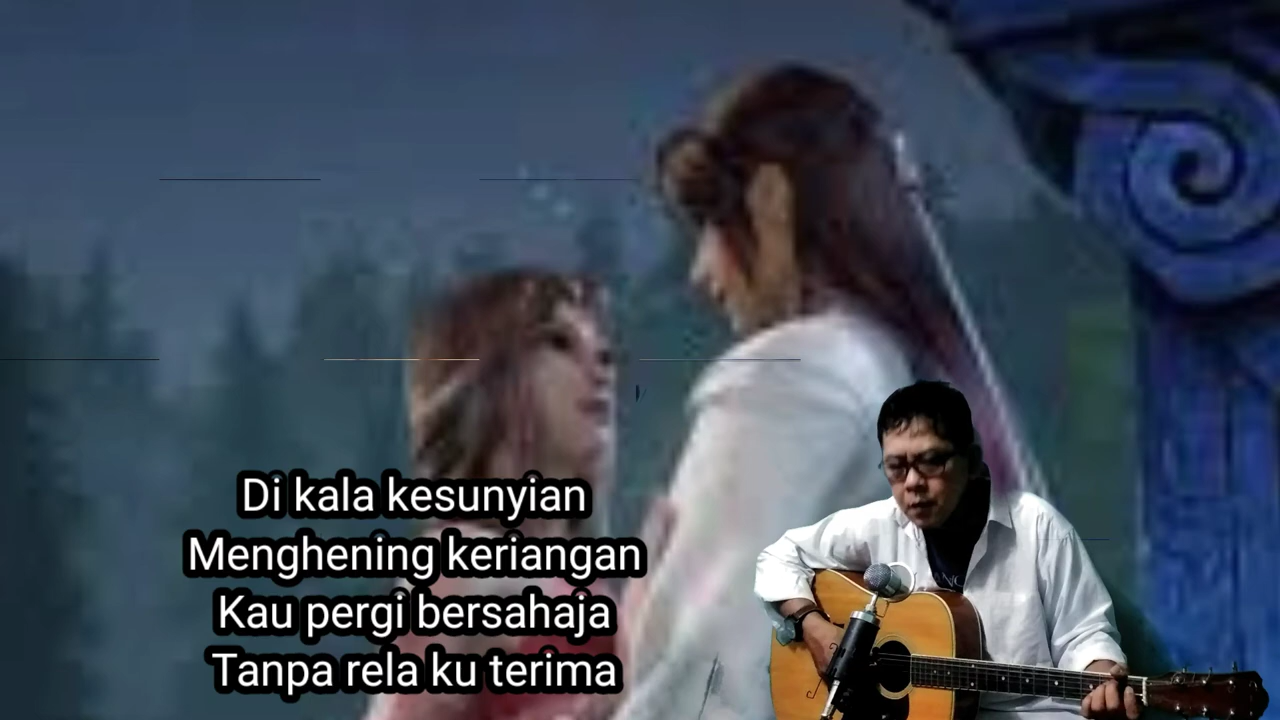 Di kala kesunyian
Menghening keriangan
Kau pergi bersahaja
Tanpa rela ku terima